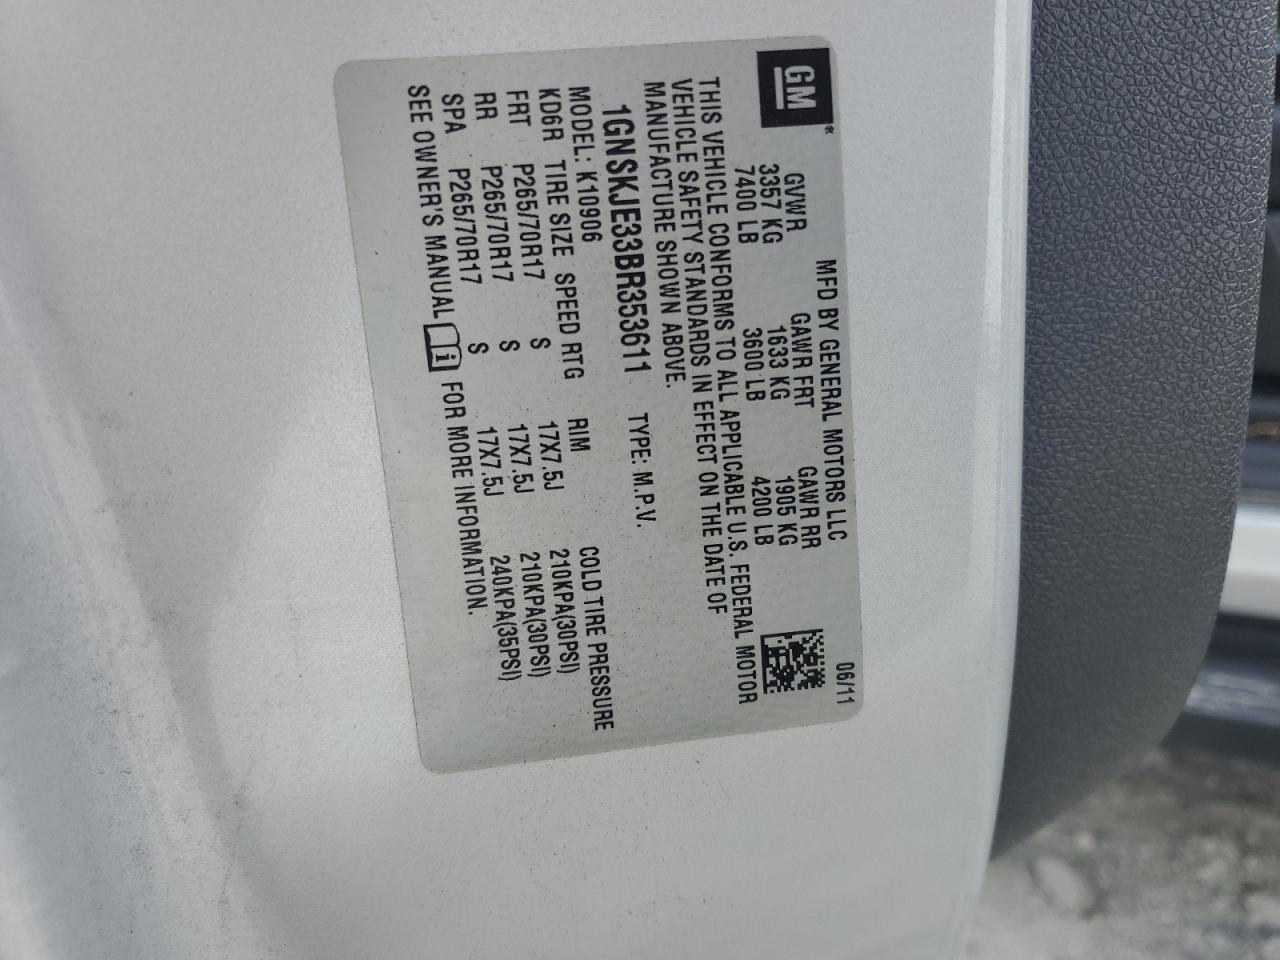 GM
MFD BY GENERAL MOTORS LLC 06/11
GVWR GAWR FRT GAWR RR
3357 KG 1633 KG 1905 KG
7400 LB 3600 LB 4200 LB
THIS VEHICLE CONFORMS TO ALL APPLICABLE U.S. FEDERAL MOTOR
VEHICLE SAFETY STANDARDS IN EFFECT ON THE DATE OF
MANUFACTURE SHOWN ABOVE.
1GNSKJE33BR353611 TYPE: M.P.V.
MODEL: K10906
KD6R TIRE SIZE SPEED RTG RIM COLD TIRE PRESSURE
FRT P265/70R17 S 17X7.5J 210KPA(30PSI)
RR P265/70R17 S 17X7.5J 210KPA(30PSI)
SPA P265/70R17 S 17X7.5J 240KPA(35PSI)
SEE OWNER'S MANUAL i FOR MORE INFORMATION.